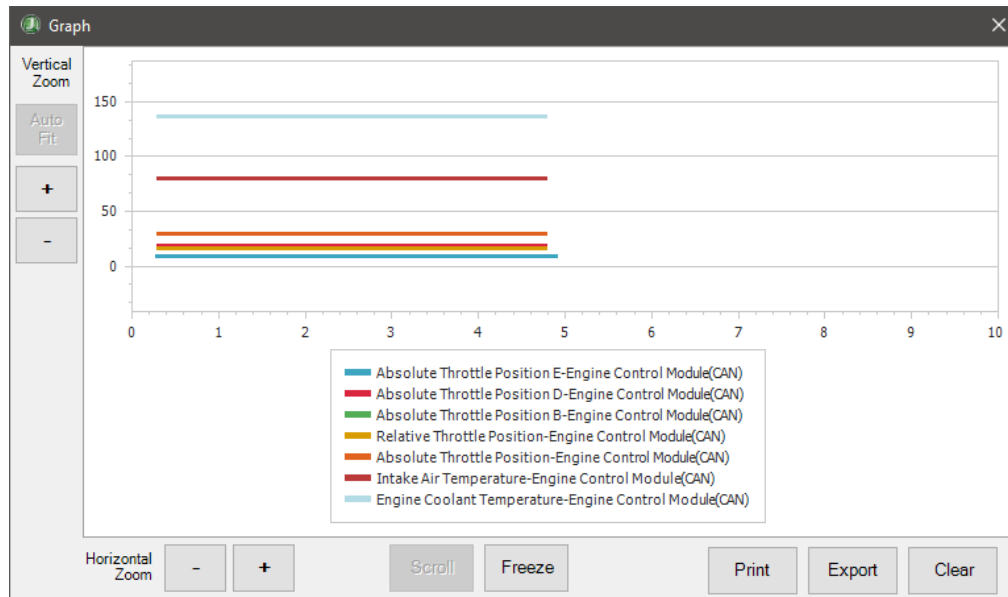 Graph
Vertical
Zoom
Auto
Fit
+
-
150
100
50
0
0 1 2 3 4 5 6 7 8 9 10
Absolute Throttle Position E-Engine Control Module(CAN)
Absolute Throttle Position D-Engine Control Module(CAN)
Absolute Throttle Position B-Engine Control Module(CAN)
Relative Throttle Position-Engine Control Module(CAN)
Absolute Throttle Position-Engine Control Module(CAN)
Intake Air Temperature-Engine Control Module(CAN)
Engine Coolant Temperature-Engine Control Module(CAN)
Horizontal
Zoom
- + Scroll Freeze Print Export Clear